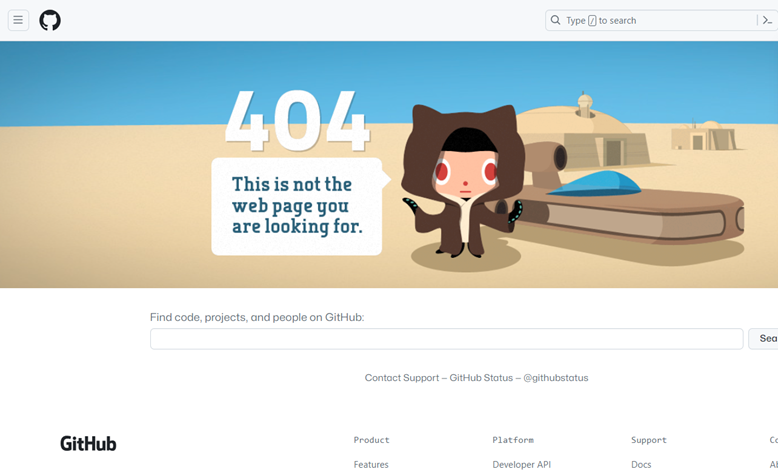 Type / to search
404
This is not the
web page you
are looking for.
Find code, projects, and people on GitHub:
Sea
Contact Support — GitHub Status — @githubstatus
GitHub
Product Platform Support Co
Features Developer API Docs Ab